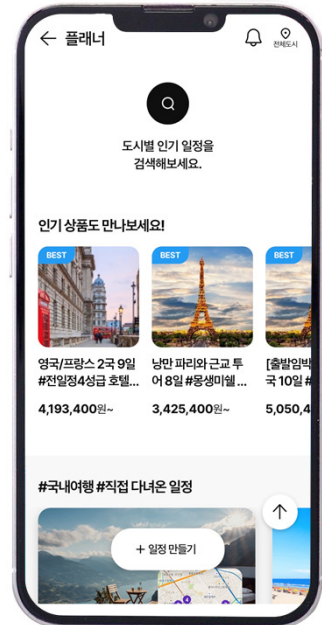 플래너
전체도시
도시별 인기 일정을
검색해보세요.
인기 상품도 만나보세요!
BEST
BEST
BEST
영국/프랑스 2국 9일
#전일정4성급 호텔...
4,193,400원~
낭만 파리와 근교 투
어 8일 #몽생미쉘 ...
3,425,400원~
[출발임박
국 10일 #
5,050,4
#국내여행 #직접 다녀온 일정
+ 일정 만들기